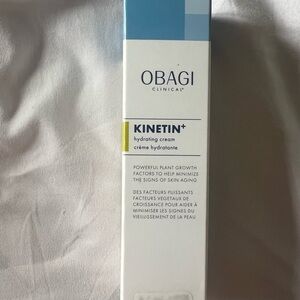 OBAGI
CLINICAL®
KINETIN+
hydrating cream
crème hydratante
POWERFUL PLANT GROWTH
FACTORS TO HELP MINIMIZE
THE SIGNS OF SKIN AGING
DES FACTEURS PUISSANTS
FACTEURS VEGETAUX DE
CROISSANCE POUR AIDER À
MINIMISER LES SIGNES DU
VIEILLISSEMENT DE LA PEAU